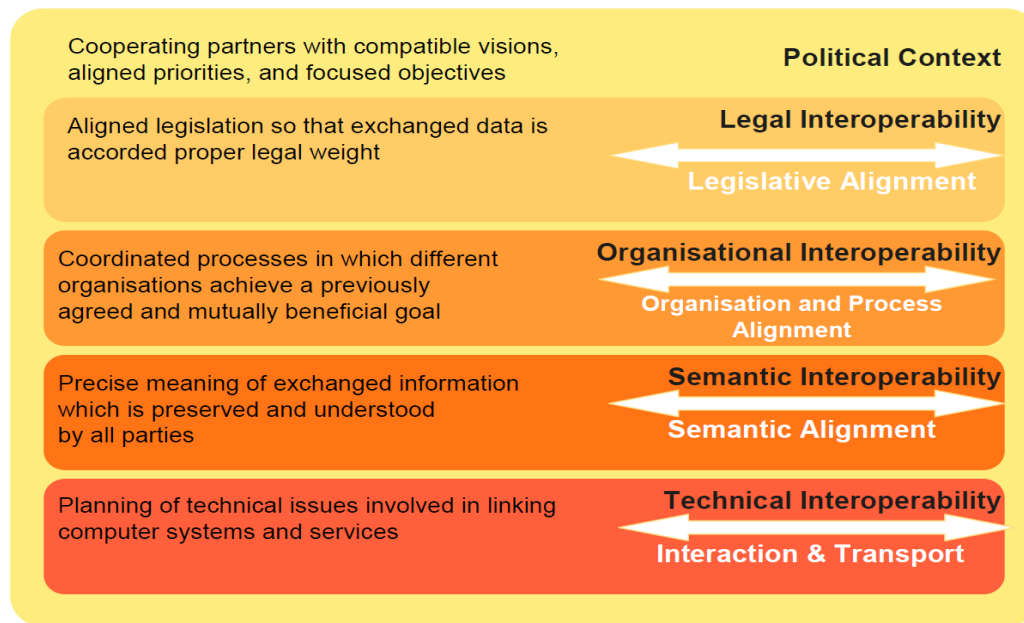 Cooperating partners with compatible visions,
aligned priorities, and focused objectives
Political Context
Aligned legislation so that exchanged data is
accorded proper legal weight
Legal Interoperability
Legislative Alignment
Coordinated processes in which different
organisations achieve a previously
agreed and mutually beneficial goal
Organisational Interoperability
Organisation and Process
Alignment
Precise meaning of exchanged information
which is preserved and understood
by all parties
Semantic Interoperability
Semantic Alignment
Planning of technical issues involved in linking
computer systems and services
Technical Interoperability
Interaction & Transport